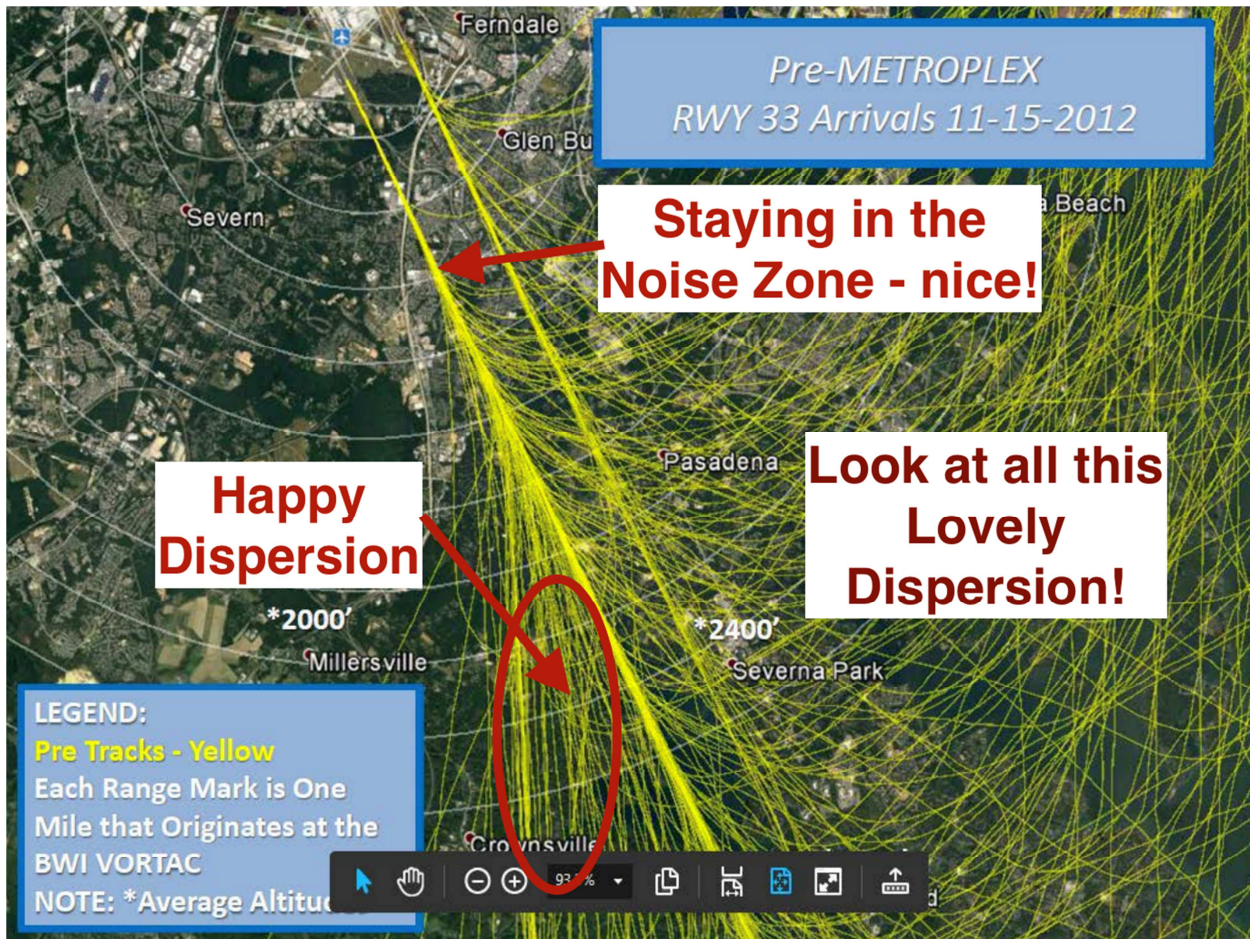 Ferndale
Pre-METROPLEX
RWY 33 Arrivals 11-15-2012
Glen Bu
Severn
Staying in the
Noise Zone - nice!
a Beach
Pasadena
Look at all this
Lovely
Dispersion!
Happy
Dispersion
*2000'
*2400'
Millersville
Severna Park
LEGEND:
Pre Tracks - Yellow
Each Range Mark is One
Mile that Originates at the
BWI VORTAC
NOTE: *Average Altitud
Crownsville